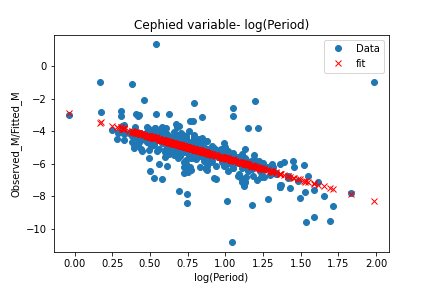 Cephied variable- log(Period)
Data
fit
Observed_M/Fitted_M
0
−2
−4
−6
−8
−10
0.00 0.25 0.50 0.75 1.00 1.25 1.50 1.75 2.00
log(Period)